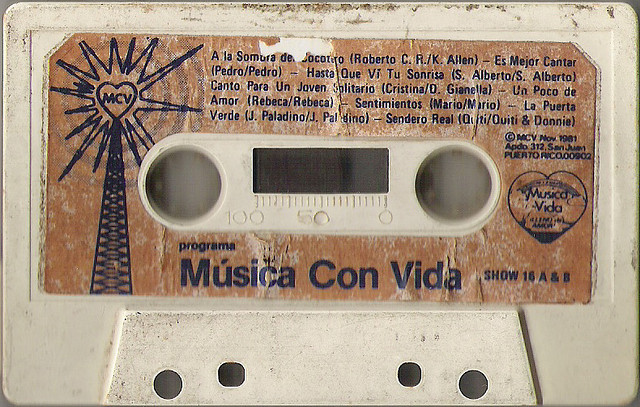 A la Sombra del Cocotero (Roberto C. R./K. Allen) – Es Mejor Cantar
(Pedro/Pedro) – Hasta Que Vi Tu Sonrisa (S. Alberto/S. Alberto)
Canto Para Un Joven Solitario (Cristina/O. Gianella) – Un Poco de
Amor (Rebeca/Rebeca) – Sentimientos (Mario/Mario) – La Puerta
Verde (J. Paladino/J. Paladino) – Sendero Real (Quiti/Quiti & Donnie)
MCV
© MCV Nov. 1981
Apdo. 312, San Juan
PUERTO RICO, 00902
100 50 0
Musica
Vida
programa
Música Con Vida
SHOW 16 A & B